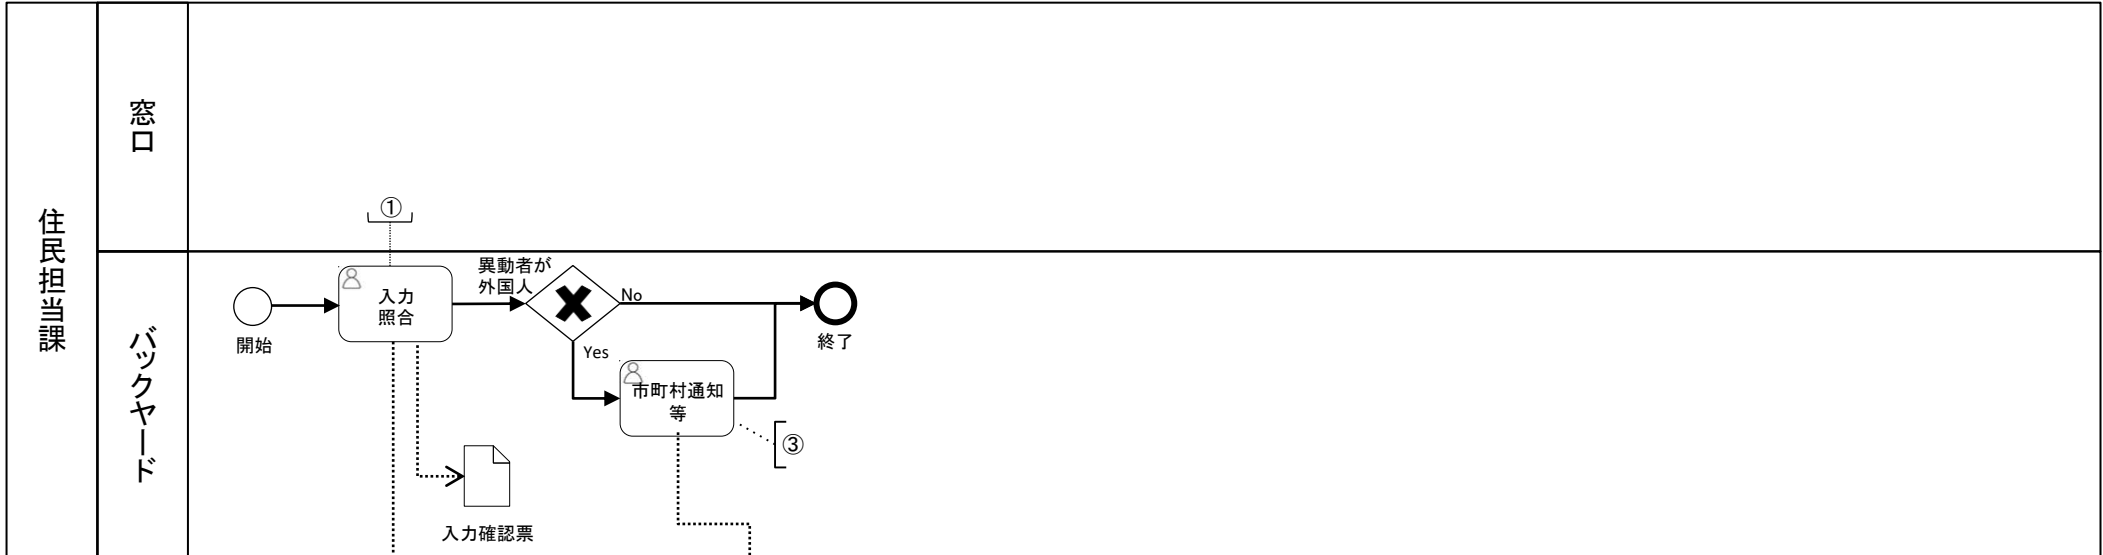 住民担当課
窓口
バックヤード
①
開始
入力
照合
異動者が
外国人
No
Yes
終了
市町村通知
等
③
入力確認票